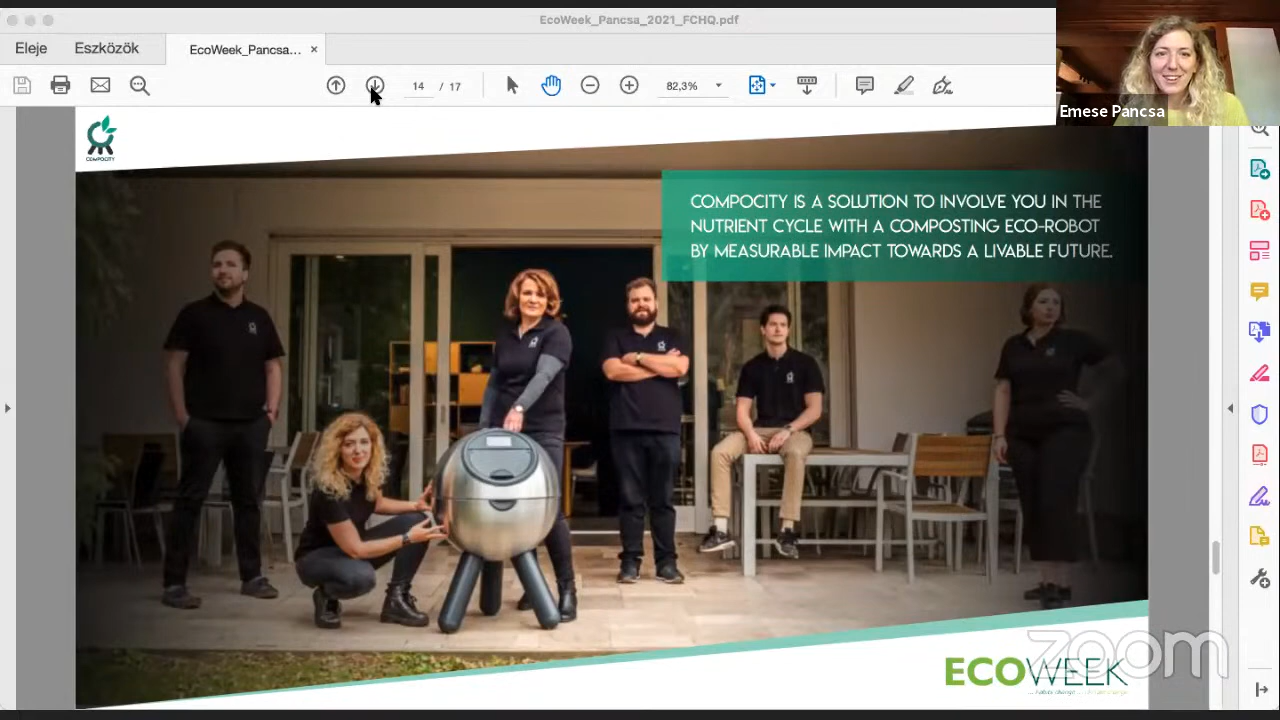 EcoWeek_Pancsa_2021_FCHQ.pdf
Eleje
Eszközök
EcoWeek_Pancsa...
14 / 17
82,3%
Emese Pancsa
COMPOCITY
COMPOCITY IS A SOLUTION TO INVOLVE YOU IN THE
NUTRIENT CYCLE WITH A COMPOSTING ECO-ROBOT
BY MEASURABLE IMPACT TOWARDS A LIVABLE FUTURE.
zoom
ECOWEEK